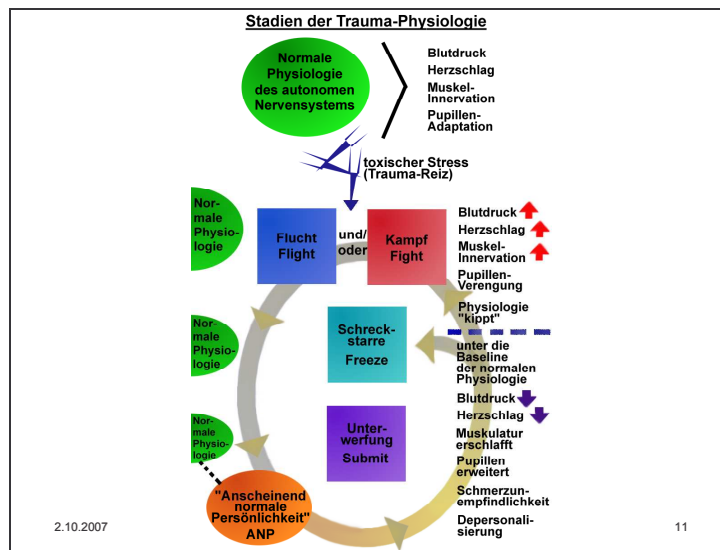 Stadien der Trauma-Physiologie
Normale
Physiologie
des autonomen
Nervensystems
Blutdruck
Herzschlag
Muskel-
Innervation
Pupillen-
Adaptation
toxischer Stress
(Trauma-Reiz)
Nor-
male
Physio-
logie
Flucht
Flight
und/
oder
Kampf
Fight
Blutdruck
Herzschlag
Muskel-
Innervation
Pupillen-
Verengung
Physiologie
"kippt"
Nor-
male
Physio-
logie
Schreck-
starre
Freeze
unter die
Baseline
der normalen
Physiologie
Blutdruck
Herzschlag
Muskulatur
erschlafft
Pupillen
erweitert
Schmerzun-
empfindlichkeit
Depersonali-
sierung
Nor-
male
Physio-
logie
Unter-
werfung
Submit
"Anscheinend
normale
Persönlichkeit"
ANP
2.10.2007
11